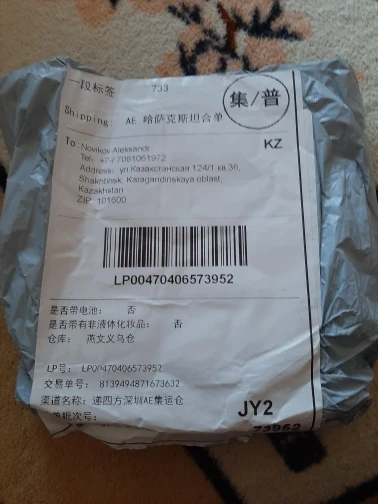 一段标签 733
集/普
Shipping: AE 哈萨克斯坦合单
To: Novikov Aleksandr KZ
Tel: 7081061972
Address: ул.Казахстанская 124/1 кв 36,
Shakhtinsk, Karagandinskaya oblast,
Kazakhstan
ZIP: 101600
LP00470406573952
是否带电池: 否
是否带有非液体化妆品: 否
仓库: 燕文义乌仓
LP号: LP00470406573952
交易单号: 8139494871673632
渠道名称: 递四方深圳AE集运仓
批次号: JY2
73952